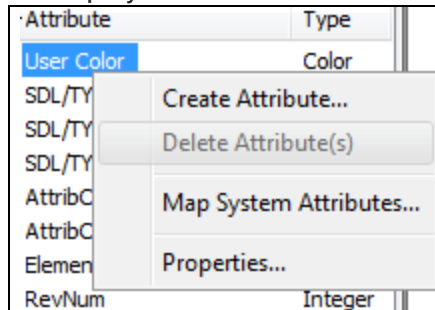 Attribute Type
User Color Color
SDL/TY
Create Attribute...
SDL/TY
Delete Attribute(s)
SDL/TY
AttribC
Map System Attributes...
AttribC
Elemen
Properties...
RevNum Integer